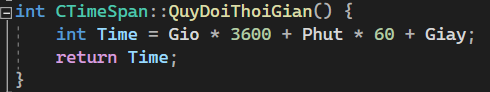 int CTimeSpan::QuyDoiThoiGian() {
    int Time = Gio * 3600 + Phut * 60 + Giay;
    return Time;
}